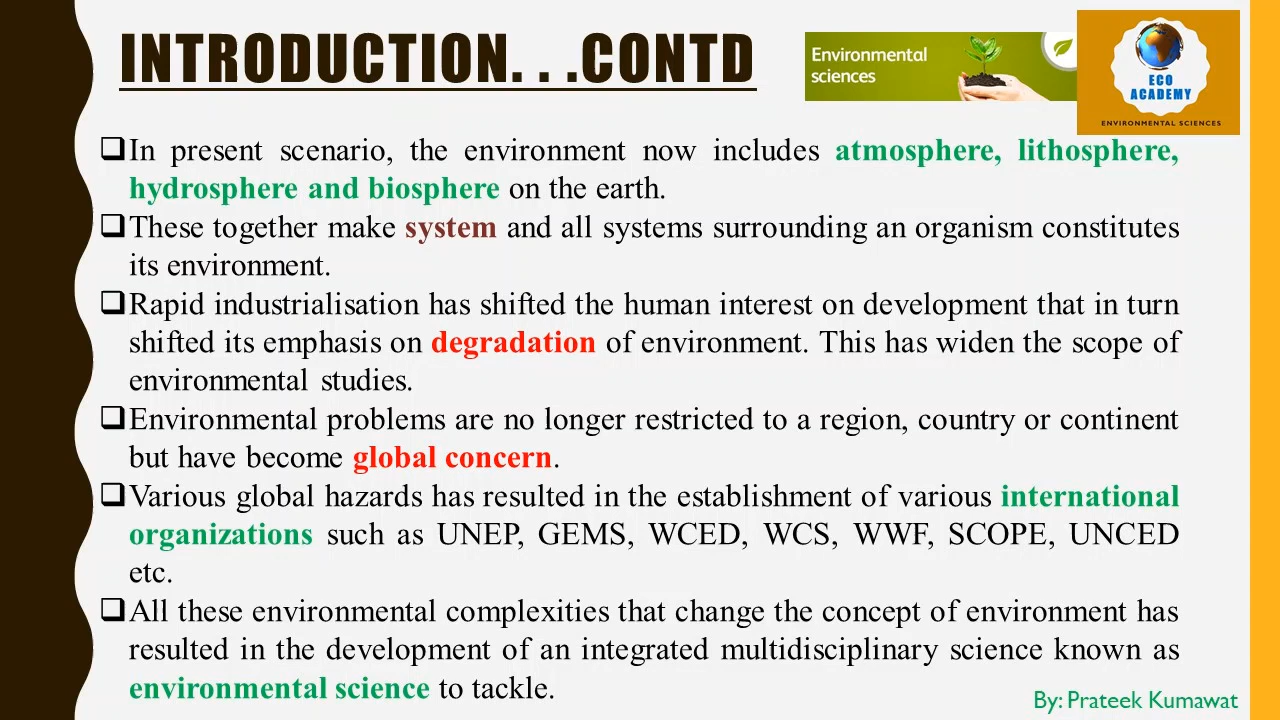 INTRODUCTION. . .CONTD
Environmental
sciences
ECO
ACADEMY
ENVIRONMENTAL SCIENCES
In present scenario, the environment now includes atmosphere, lithosphere,
hydrosphere and biosphere on the earth.
These together make system and all systems surrounding an organism constitutes
its environment.
Rapid industrialisation has shifted the human interest on development that in turn
shifted its emphasis on degradation of environment. This has widen the scope of
environmental studies.
Environmental problems are no longer restricted to a region, country or continent
but have become global concern.
Various global hazards has resulted in the establishment of various international
organizations such as UNEP, GEMS, WCED, WCS, WWF, SCOPE, UNCED
etc.
All these environmental complexities that change the concept of environment has
resulted in the development of an integrated multidisciplinary science known as
environmental science to tackle.
By: Prateek Kumawat